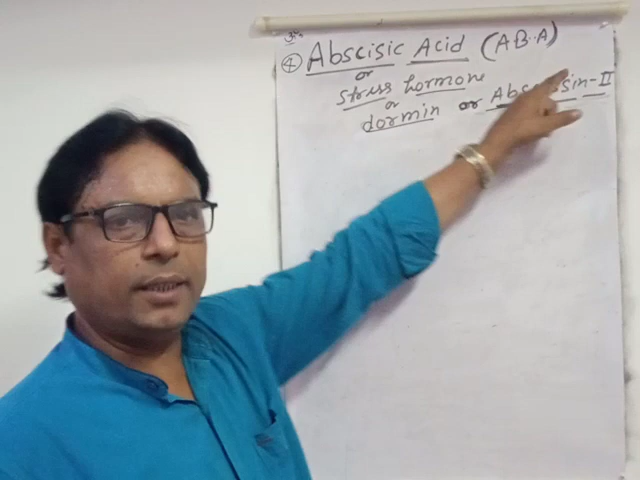 ॐ
④ Abscisic Acid (AB.A)
or
stress hormone
or
dormin or